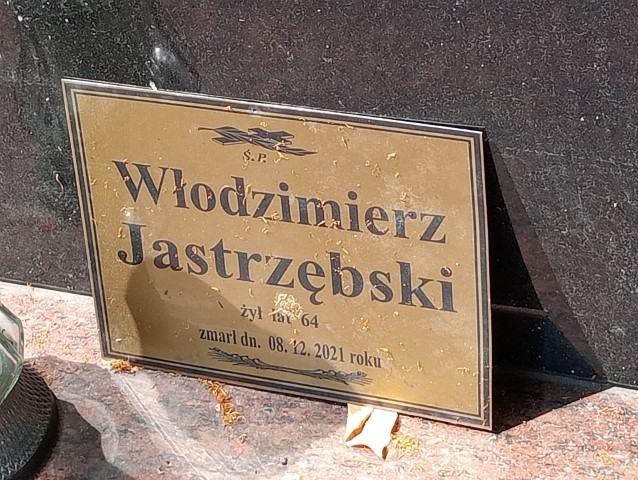 Ś.P.
Włodzimierz
Jastrzębski
żył lat 64
zmarł dn. 08.12.2021 roku